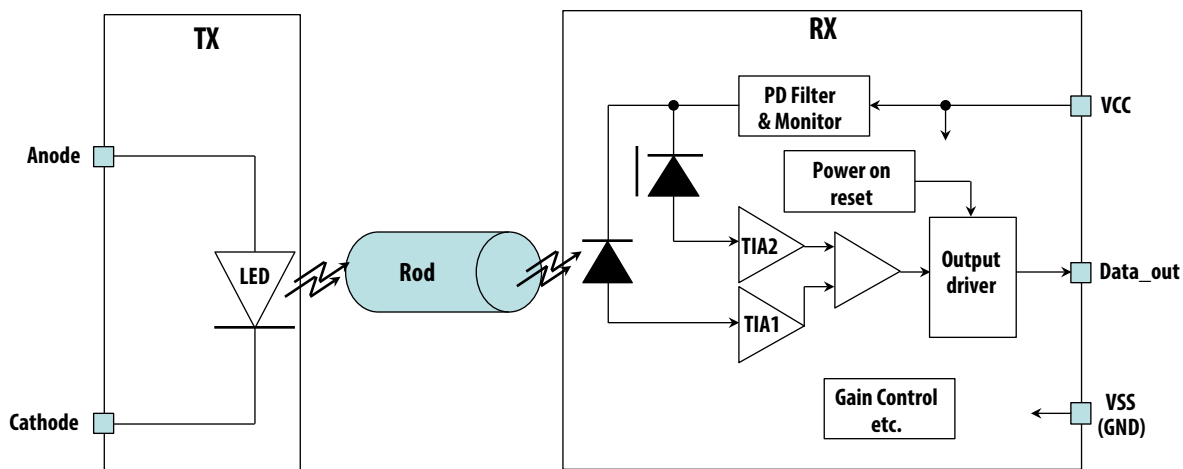 TX
Anode
LED
Cathode
Rod
RX
PD Filter
& Monitor
VCC
Power on
reset
TIA2
TIA1
Output
driver
Data_out
Gain Control
etc.
VSS
(GND)